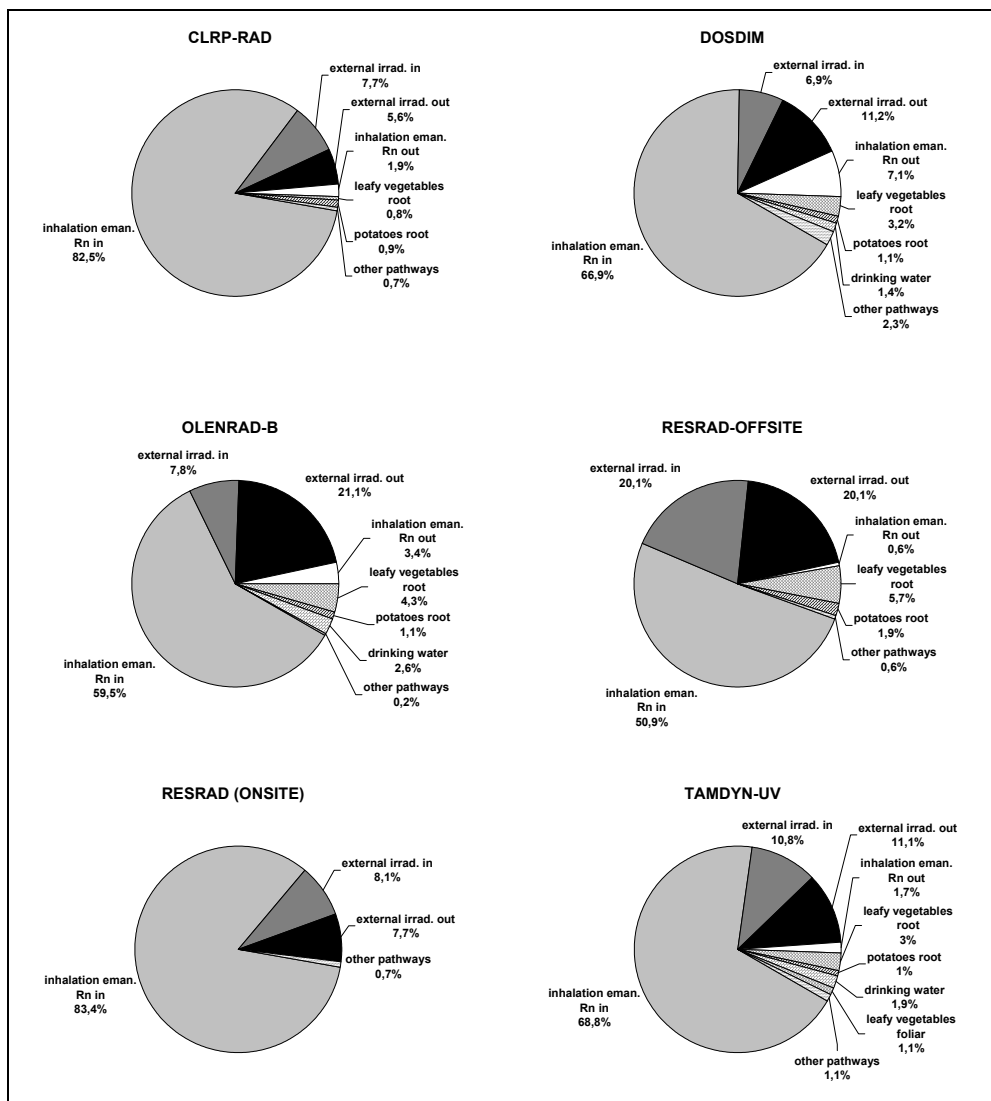 CLRP-RAD
external irrad. in
7,7%
external irrad. out
5,6%
inhalation eman.
Rn out
1,9%
leafy vegetables
root
0,8%
potatoes root
0,9%
other pathways
0,7%
inhalation eman.
Rn in
82,5%
DOSDIM
external irrad. in
6,9%
external irrad. out
11,2%
inhalation eman.
Rn out
7,1%
leafy vegetables
root
3,2%
potatoes root
1,1%
drinking water
1,4%
other pathways
2,3%
inhalation eman.
Rn in
66,9%
OLENRAD-B
external irrad. in
7,8%
external irrad. out
21,1%
inhalation eman.
Rn out
3,4%
leafy vegetables
root
4,3%
potatoes root
1,1%
drinking water
2,6%
other pathways
0,2%
inhalation eman.
Rn in
59,5%
RESRAD-OFFSITE
external irrad. in
20,1%
external irrad. out
20,1%
inhalation eman.
Rn out
0,6%
leafy vegetables
root
5,7%
potatoes root
1,9%
other pathways
0,6%
inhalation eman.
Rn in
50,9%
RESRAD (ONSITE)
external irrad. in
8,1%
external irrad. out
7,7%
other pathways
0,7%
inhalation eman.
Rn in
83,4%
TAMDYN-UV
external irrad. in
10,8%
external irrad. out
11,1%
inhalation eman.
Rn out
1,7%
leafy vegetables
root
3%
potatoes root
1%
drinking water
1,9%
leafy vegetables
foliar
1,1%
other pathways
1,1%
inhalation eman.
Rn in
68,8%